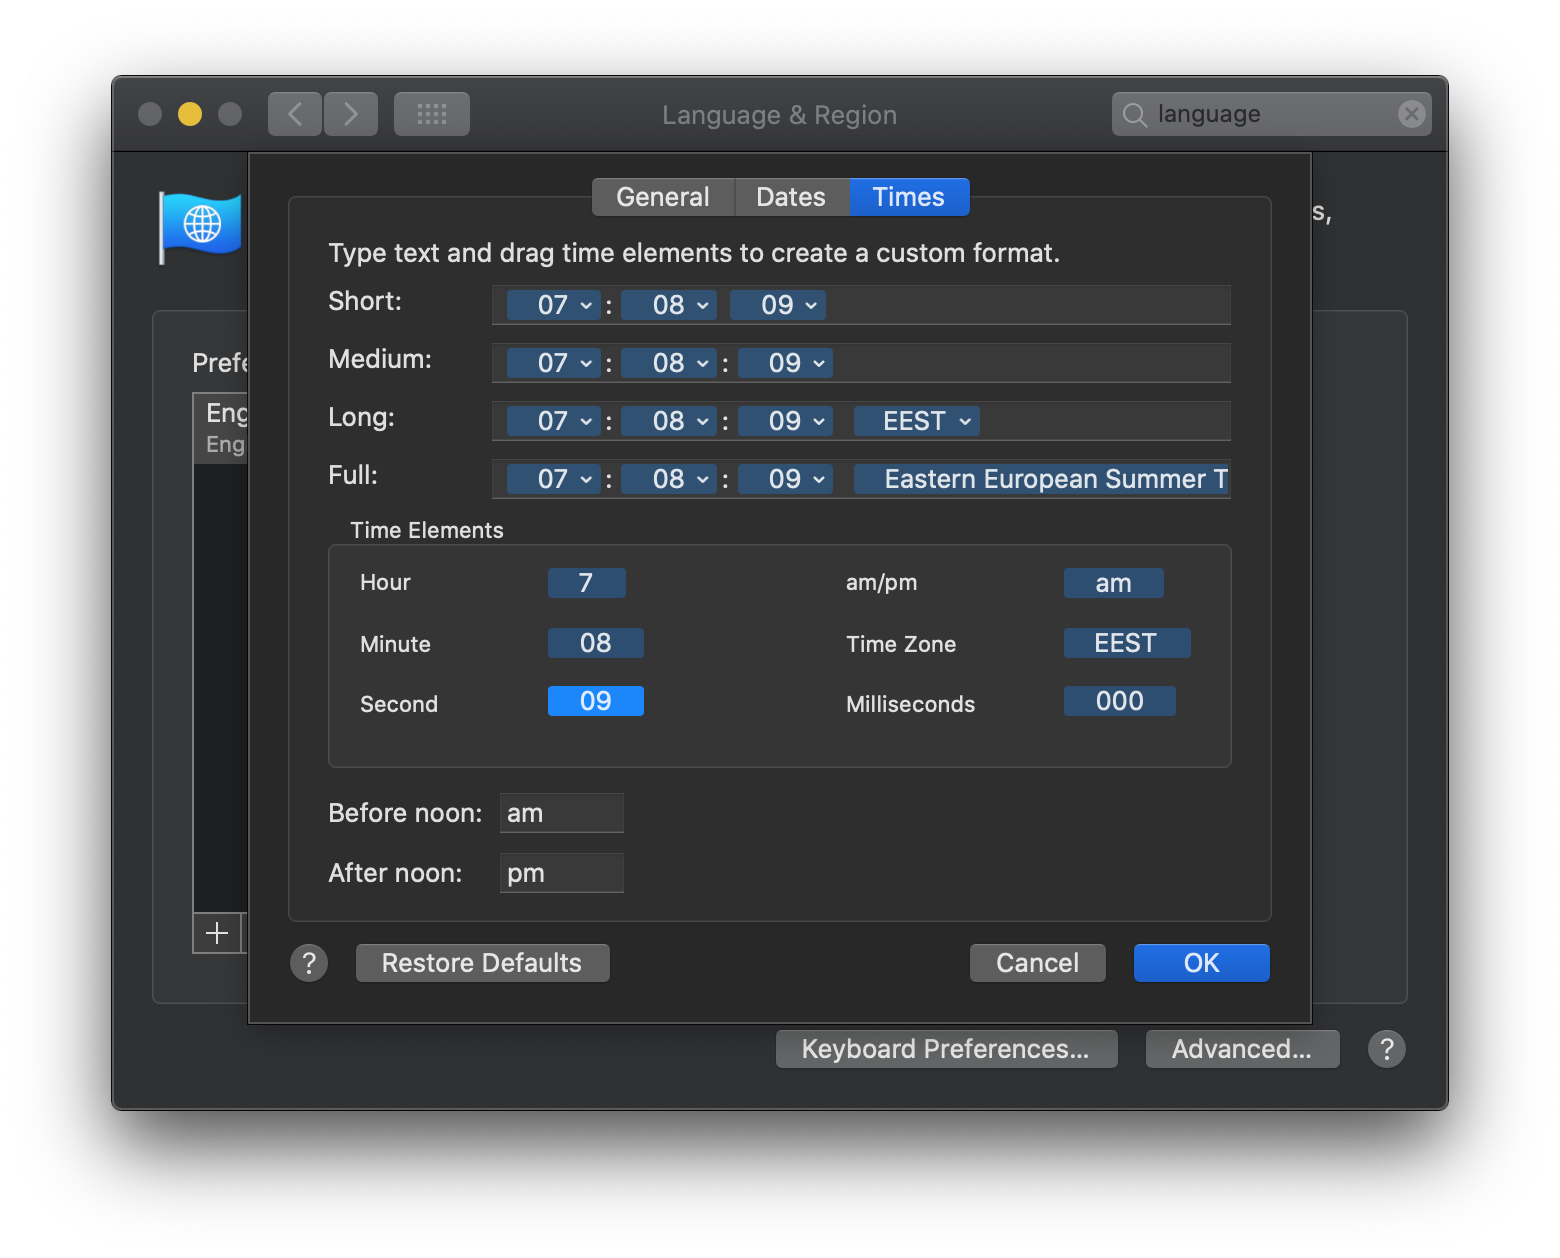 Language & Region
language
General Dates Times
s,
Type text and drag time elements to create a custom format.
Short: 07 : 08 09
Medium: 07 : 08 : 09
Prefe
Long: 07 : 08 : 09 EEST
Eng
Eng
Full: 07 : 08 : 09 Eastern European Summer T
Time Elements
Hour 7 am/pm am
Minute 08 Time Zone EEST
Second 09 Milliseconds 000
Before noon: am
After noon: pm
+
? Restore Defaults Cancel OK
Keyboard Preferences... Advanced... ?